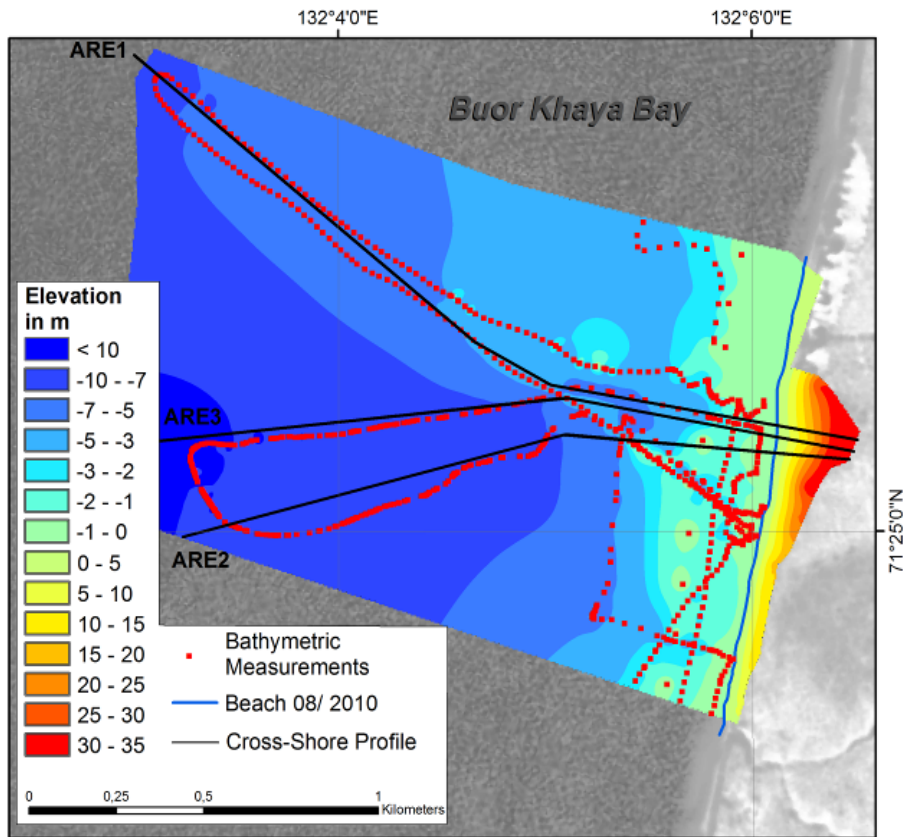 132°4'0"E
132°6'0"E
ARE1
Buor Khaya Bay
Elevation
in m
< 10
-10 - -7
-7 - -5
-5 - -3
-3 - -2
-2 - -1
-1 - 0
0 - 5
5 - 10
10 - 15
15 - 20
20 - 25
25 - 30
30 - 35
ARE3
ARE2
71°25'0"N
Bathymetric
Measurements
Beach 08/ 2010
Cross-Shore Profile
0
0,25
0,5
1
Kilometers